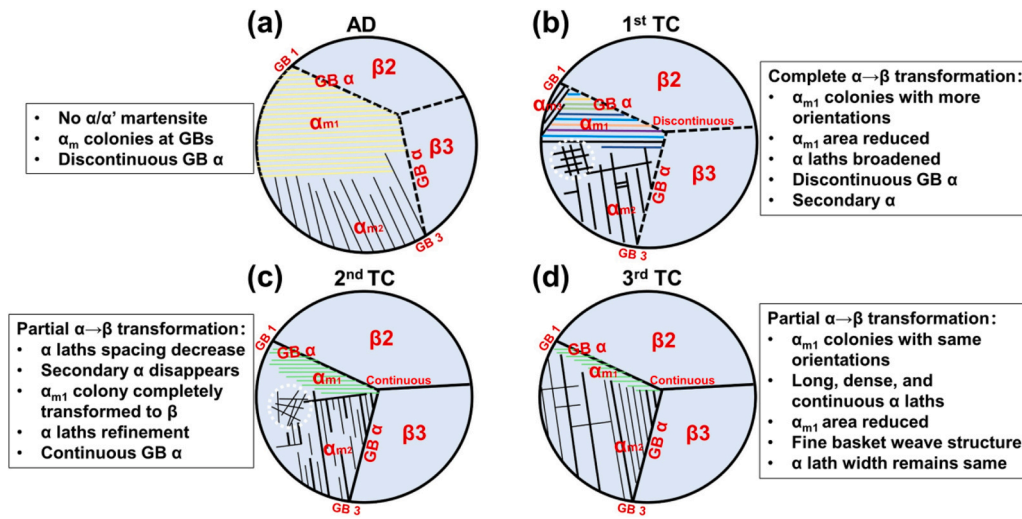 (a)
AD
GB 1
GB α
β2
αm1
β3
GB α
αm2
GB 3
• No α/α’ martensite
• αm colonies at GBs
• Discontinuous GB α
(b)
1st TC
GB 1
GB α
β2
αm1
Discontinuous
β3
GB α
αm2
GB 3
Complete α→β transformation:
• αm1 colonies with more
orientations
• αm1 area reduced
• α laths broadened
• Discontinuous GB α
• Secondary α
(c)
2nd TC
GB 1
GB α
β2
αm1
Continuous
β3
GB α
αm2
GB 3
Partial α→β transformation:
• α laths spacing decrease
• Secondary α disappears
• αm1 colony completely
transformed to β
• α laths refinement
• Continuous GB α
(d)
3rd TC
GB 1
GB α
β2
αm1
Continuous
β3
GB α
αm2
GB 3
Partial α→β transformation:
• αm1 colonies with same
orientations
• Long, dense, and
continuous α laths
• αm1 area reduced
• Fine basket weave structure
• α lath width remains same